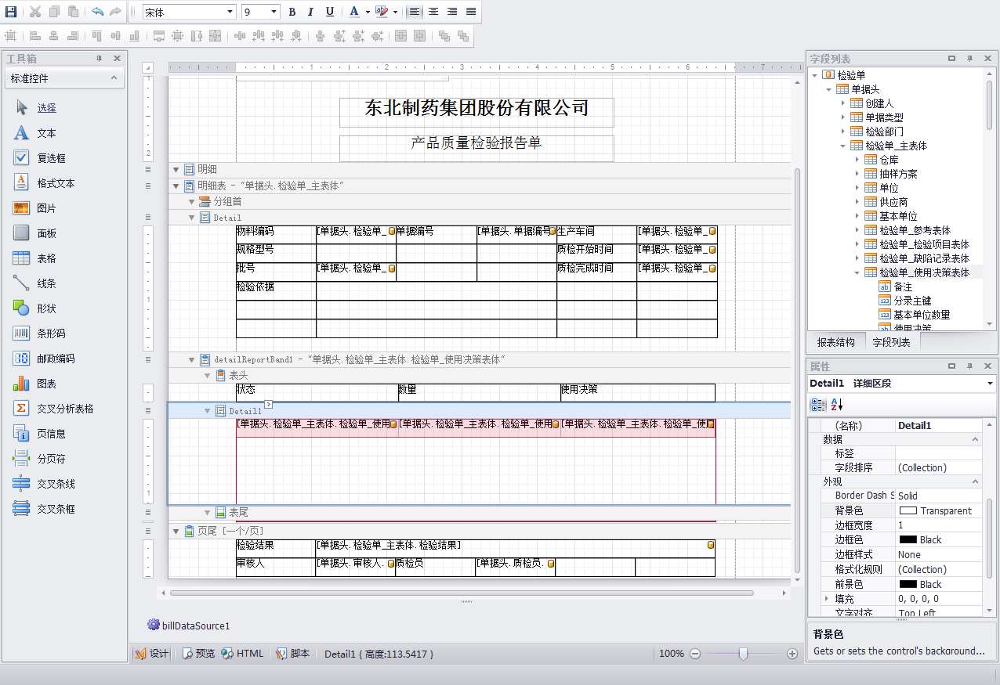 宋体 9 B I U A ab
工具箱
标准控件
选择
文本
复选框
格式文本
图片
面板
表格
线条
形状
条形码
邮政编码
图表
交叉分析表格
页信息
分页符
交叉条线
交叉条框
1 2 3 4 5 6 7
1
2
东北制药集团股份有限公司
产品质量检验报告单
明细
明细表 - "单据头.检验单_主表体"
分组首
Detail
物料编码 [单据头.检验单_ 单据编号 [单据头.单据编号 生产车间 [单据头.检验单_
规格型号 质检开始时间 [单据头.检验单_
批号 [单据头.检验单_ 质检完成时间 [单据头.检验单_
检验依据
1
detailReportBand1 - "单据头.检验单_主表体.检验单_使用决策表体"
表头
状态 数量 使用决策
Detail1
[单据头.检验单_主表体.检验单_使用 [单据头.检验单_主表体.检验单_使用 [单据头.检验单_主表体.检验单_使
1
表尾
页尾 [一个/页]
检验结果 [单据头.检验单_主表体.检验结果]
审核人 [单据头.审核人. 质检员 [单据头.质检员.
billDataSource1
设计 预览 HTML 脚本 Detail1 { 高度:113.5417 } 100%
字段列表
检验单
单据头
创建人
单据类型
检验部门
检验单_主表体
仓库
抽样方案
单位
供应商
基本单位
检验单_参考表体
检验单_检验项目表体
检验单_缺陷记录表体
检验单_使用决策表体
ab 备注
123 分录主键
123 基本单位数量
ab 使用决策
报表结构 字段列表
属性
Detail1 详细区段
A Z
(名称) Detail1
数据
标签
字段排序 (Collection)
外观
Border Dash S Solid
背景色 Transparent
边框宽度 1
边框色 Black
边框样式 None
格式化规则 (Collection)
前景色 Black
填充 0, 0, 0, 0
文字对齐 Top Left
背景色
Gets or sets the control's background...